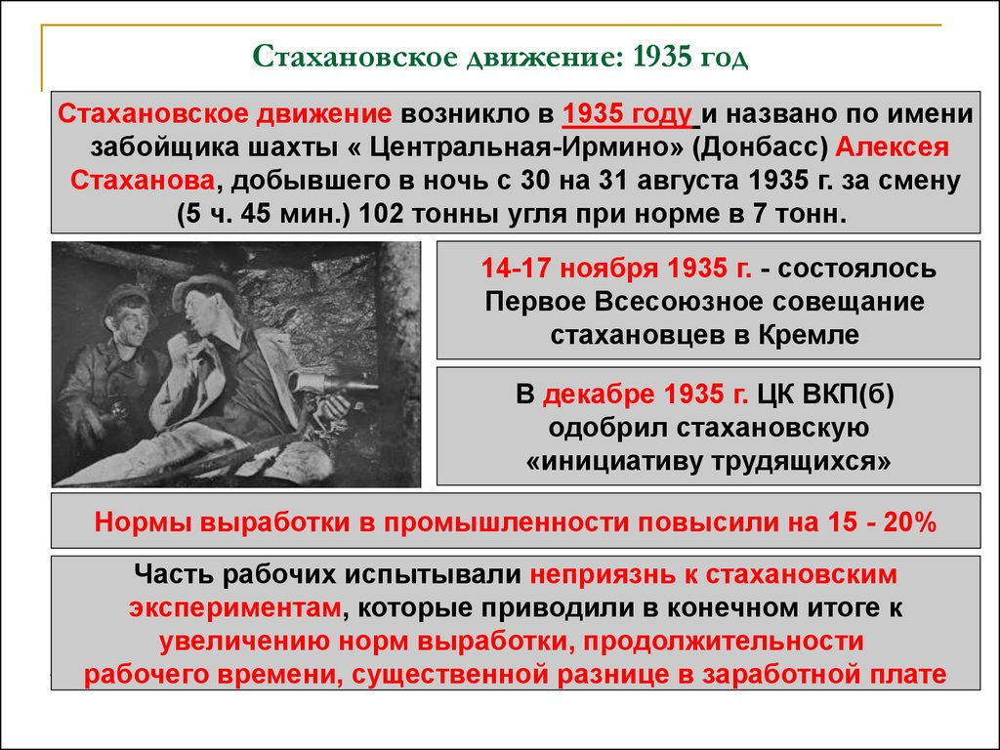 Стахановское движение: 1935 год
Стахановское движение возникло в 1935 году и названо по имени
забойщика шахты « Центральная-Ирмино» (Донбасс) Алексея
Стаханова, добывшего в ночь с 30 на 31 августа 1935 г. за смену
(5 ч. 45 мин.) 102 тонны угля при норме в 7 тонн.
14-17 ноября 1935 г. - состоялось
Первое Всесоюзное совещание
стахановцев в Кремле
В декабре 1935 г. ЦК ВКП(б)
одобрил стахановскую
«инициативу трудящихся»
Нормы выработки в промышленности повысили на 15 - 20%
Часть рабочих испытывали неприязнь к стахановским
экспериментам, которые приводили в конечном итоге к
увеличению норм выработки, продолжительности
рабочего времени, существенной разнице в заработной плате